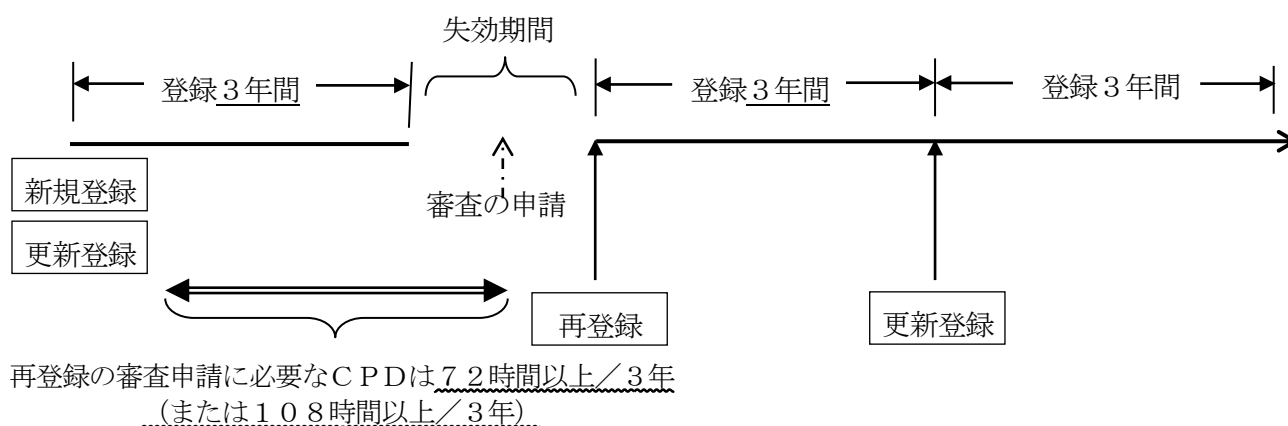 失効期間
登録３年間
登録３年間
登録３年間
新規登録
審査の申請
更新登録
再登録
更新登録
再登録の審査申請に必要なＣＰＤは７２時間以上／３年
（または１０８時間以上／３年）